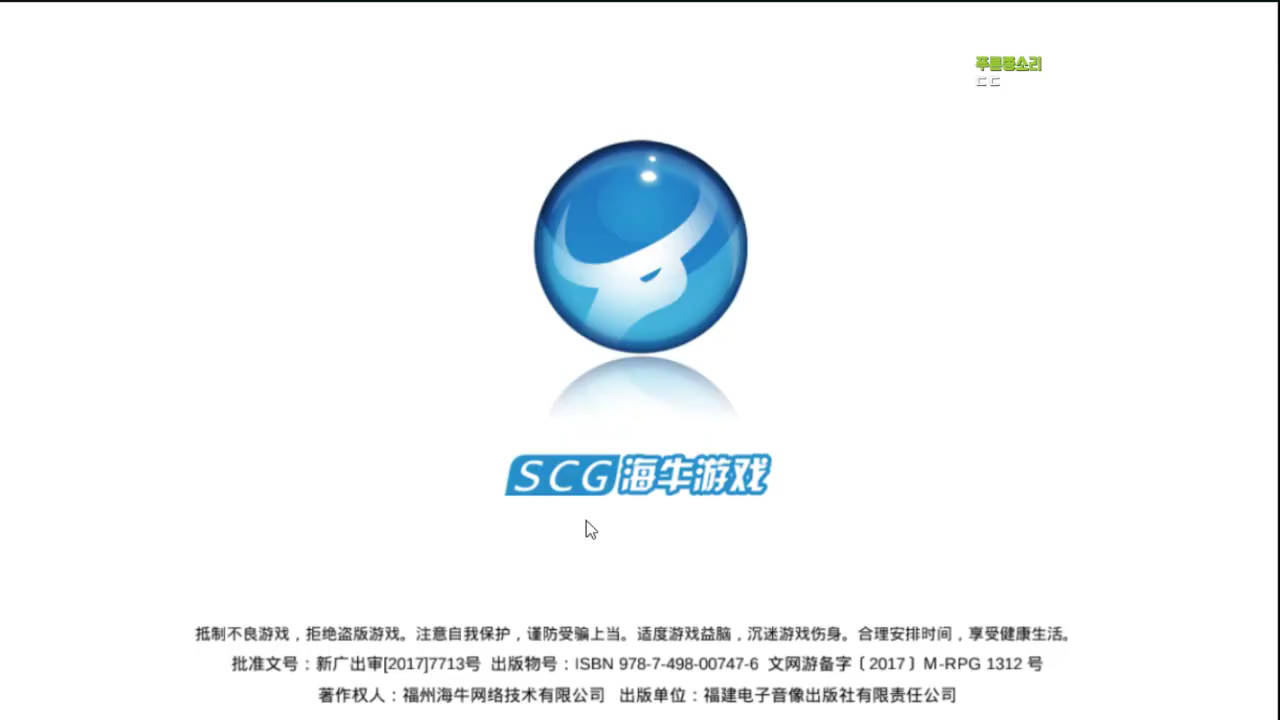 푸른종소리
ㄷㄷ
SCG海牛游戏
抵制不良游戏，拒绝盗版游戏。注意自我保护，谨防受骗上当。适度游戏益脑，沉迷游戏伤身。合理安排时间，享受健康生活。
批准文号：新广出审[2017]7713号 出版物号：ISBN 978-7-498-00747-6 文网游备字〔2017〕M-RPG 1312 号
著作权人：福州海牛网络技术有限公司 出版单位：福建电子音像出版社有限责任公司